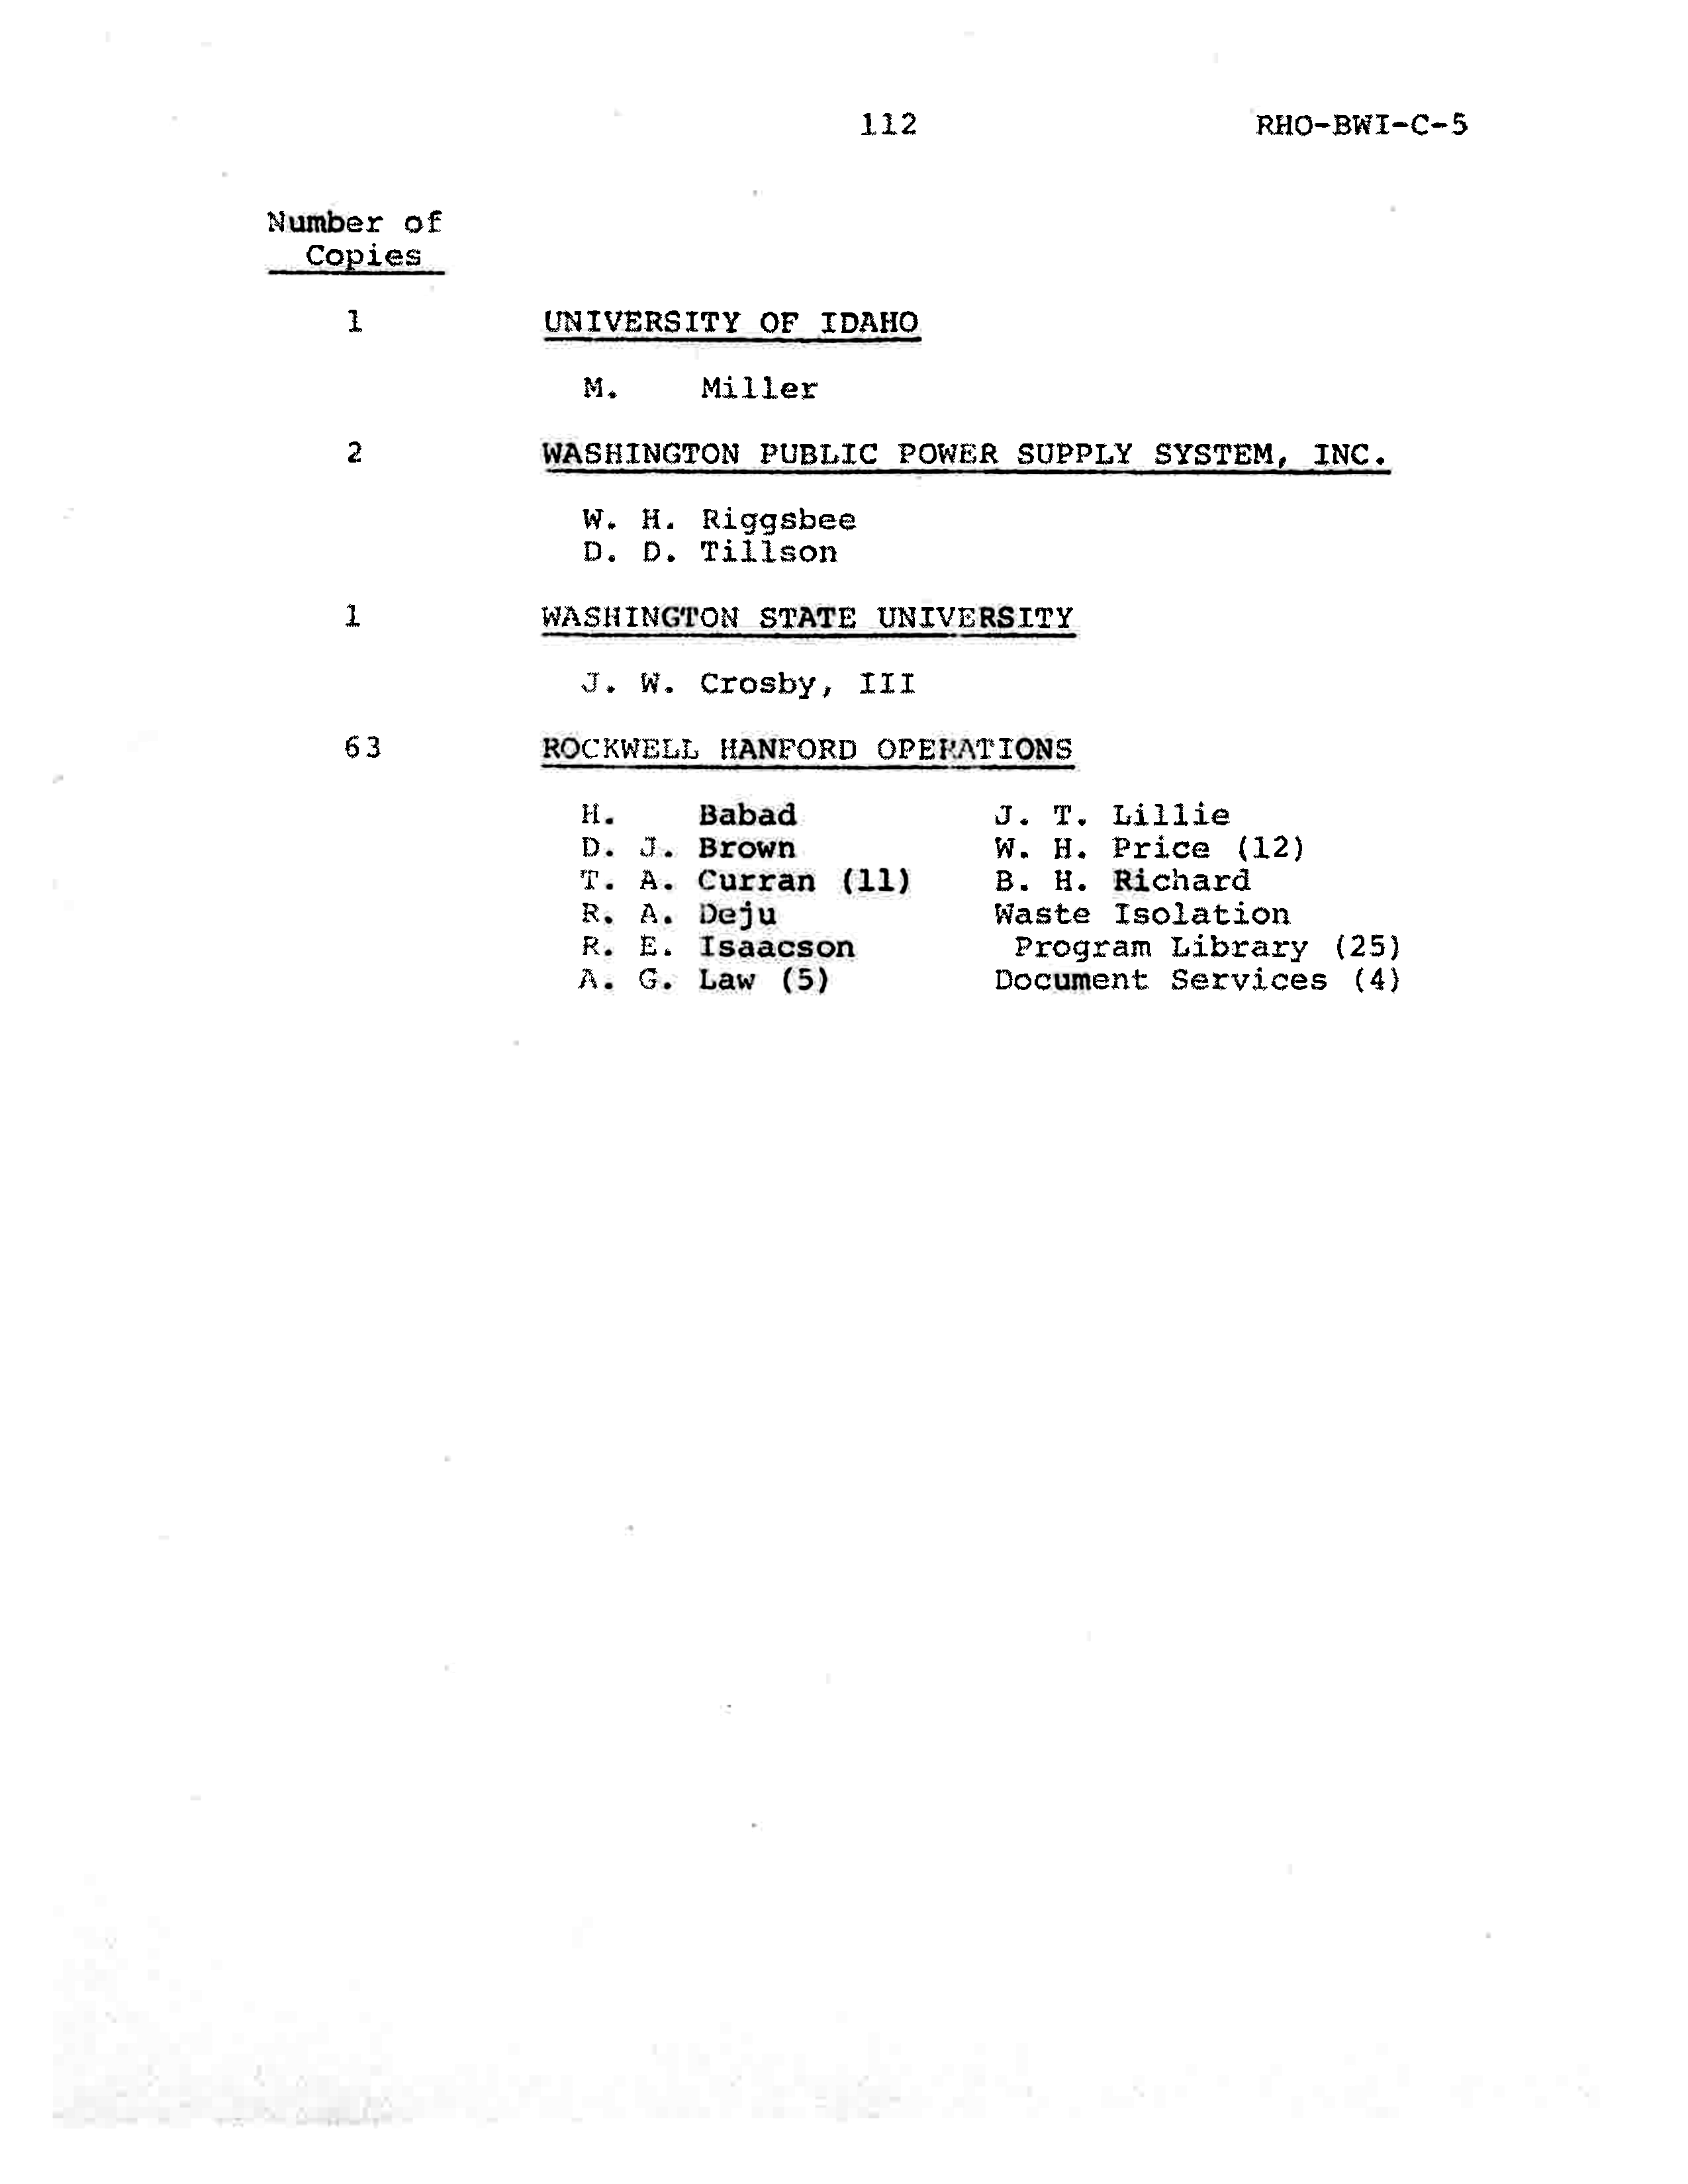 112 RHO-BWI-C-5
Number of
Copies
1 UNIVERSITY OF IDAHO
M. Miller
2 WASHINGTON PUBLIC POWER SUPPLY SYSTEM, INC.
W. H. Riggsbee
D. D. Tillson
1 WASHINGTON STATE UNIVERSITY
J. W. Crosby, III
63 ROCKWELL HANFORD OPERATIONS
H. Babad J. T. Lillie
D. J. Brown W. H. Price (12)
T. A. Curran (11) B. H. Richard
R. A. Deju Waste Isolation
R. E. Isaacson Program Library (25)
A. G. Law (5) Document Services (4)